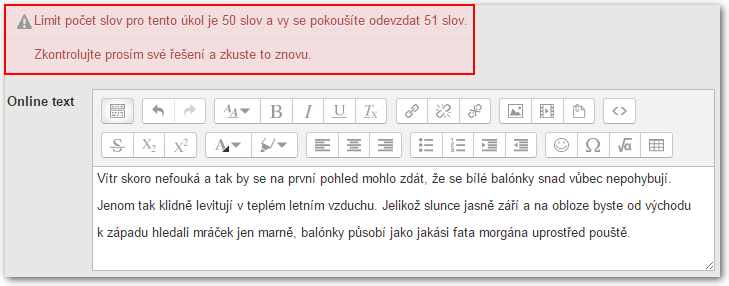 Limit počet slov pro tento úkol je 50 slov a vy se pokoušíte odevzdat 51 slov.
Zkontrolujte prosím své řešení a zkuste to znovu.
Online text
Vítr skoro nefouká a tak by se na první pohled mohlo zdát, že se bílé balónky snad vůbec nepohybují.
Jenom tak klidně levitují v teplém letním vzduchu. Jelikož slunce jasně září a na obloze byste od východu
k západu hledali mráček jen marně, balónky působí jako jakási fata morgána uprostřed pouště.